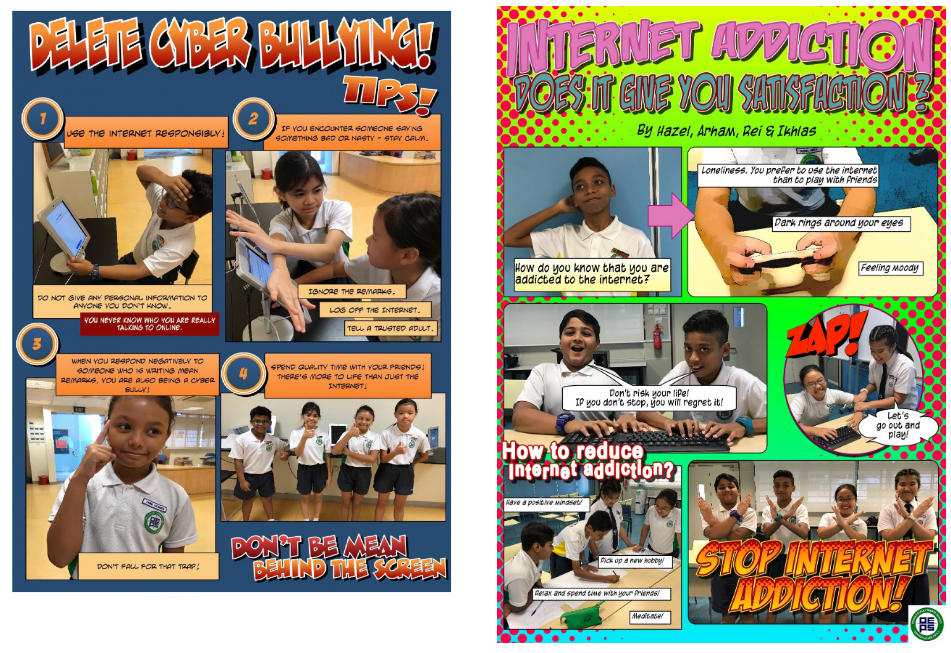 DELETE CYBER BULLYING!
TIPS!
1
USE THE INTERNET RESPONSIBLY!
2
IF YOU ENCOUNTER SOMEONE SAYING
SOMETHING BAD OR NASTY - STAY CALM.
DO NOT GIVE ANY PERSONAL INFORMATION TO
ANYONE YOU DON'T KNOW.
YOU NEVER KNOW WHO YOU ARE REALLY
TALKING TO ONLINE.
IGNORE THE REMARKS.
LOG OFF THE INTERNET.
TELL A TRUSTED ADULT.
3
WHEN YOU RESPOND NEGATIVELY TO
SOMEONE WHO IS WRITING MEAN
REMARKS, YOU ARE ALSO BEING A CYBER
BULLY!
4
SPEND QUALITY TIME WITH YOUR FRIENDS!
THERE'S MORE TO LIFE THAN JUST THE
INTERNET!
DON'T FALL FOR THAT TRAP!
DON'T BE MEAN
BEHIND THE SCREEN
INTERNET ADDICTION
DOES IT GIVE YOU SATISFACTION ?
By Hazel, Arham, Rei & Ikhlas
How do you know that you are
addicted to the internet?
Loneliness. You prefer to use the internet
than to play with friends
Dark rings around your eyes
Feeling moody
Don't risk your life!
If you don't stop, you will regret it!
ZAP!
Let's
go out and
play!
How to reduce
internet addiction?
Have a positive mindset!
Pick up a new hobby!
Relax and spend time with your friends!
Meditate!
STOP INTERNET
ADDICTION!